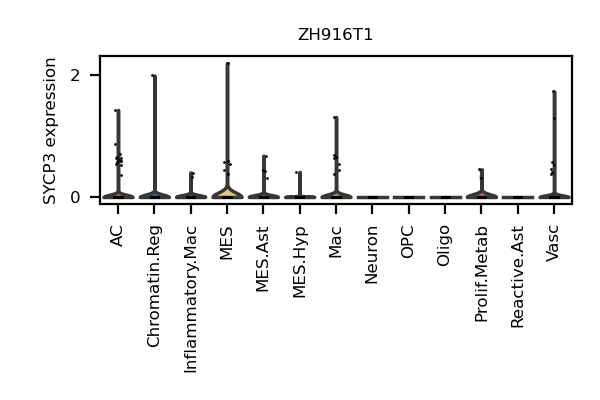 ZH916T1
SYCP3 expression
2
0
AC
Chromatin.Reg
Inflammatory.Mac
MES
MES.Ast
MES.Hyp
Mac
Neuron
OPC
Oligo
Prolif.Metab
Reactive.Ast
Vasc